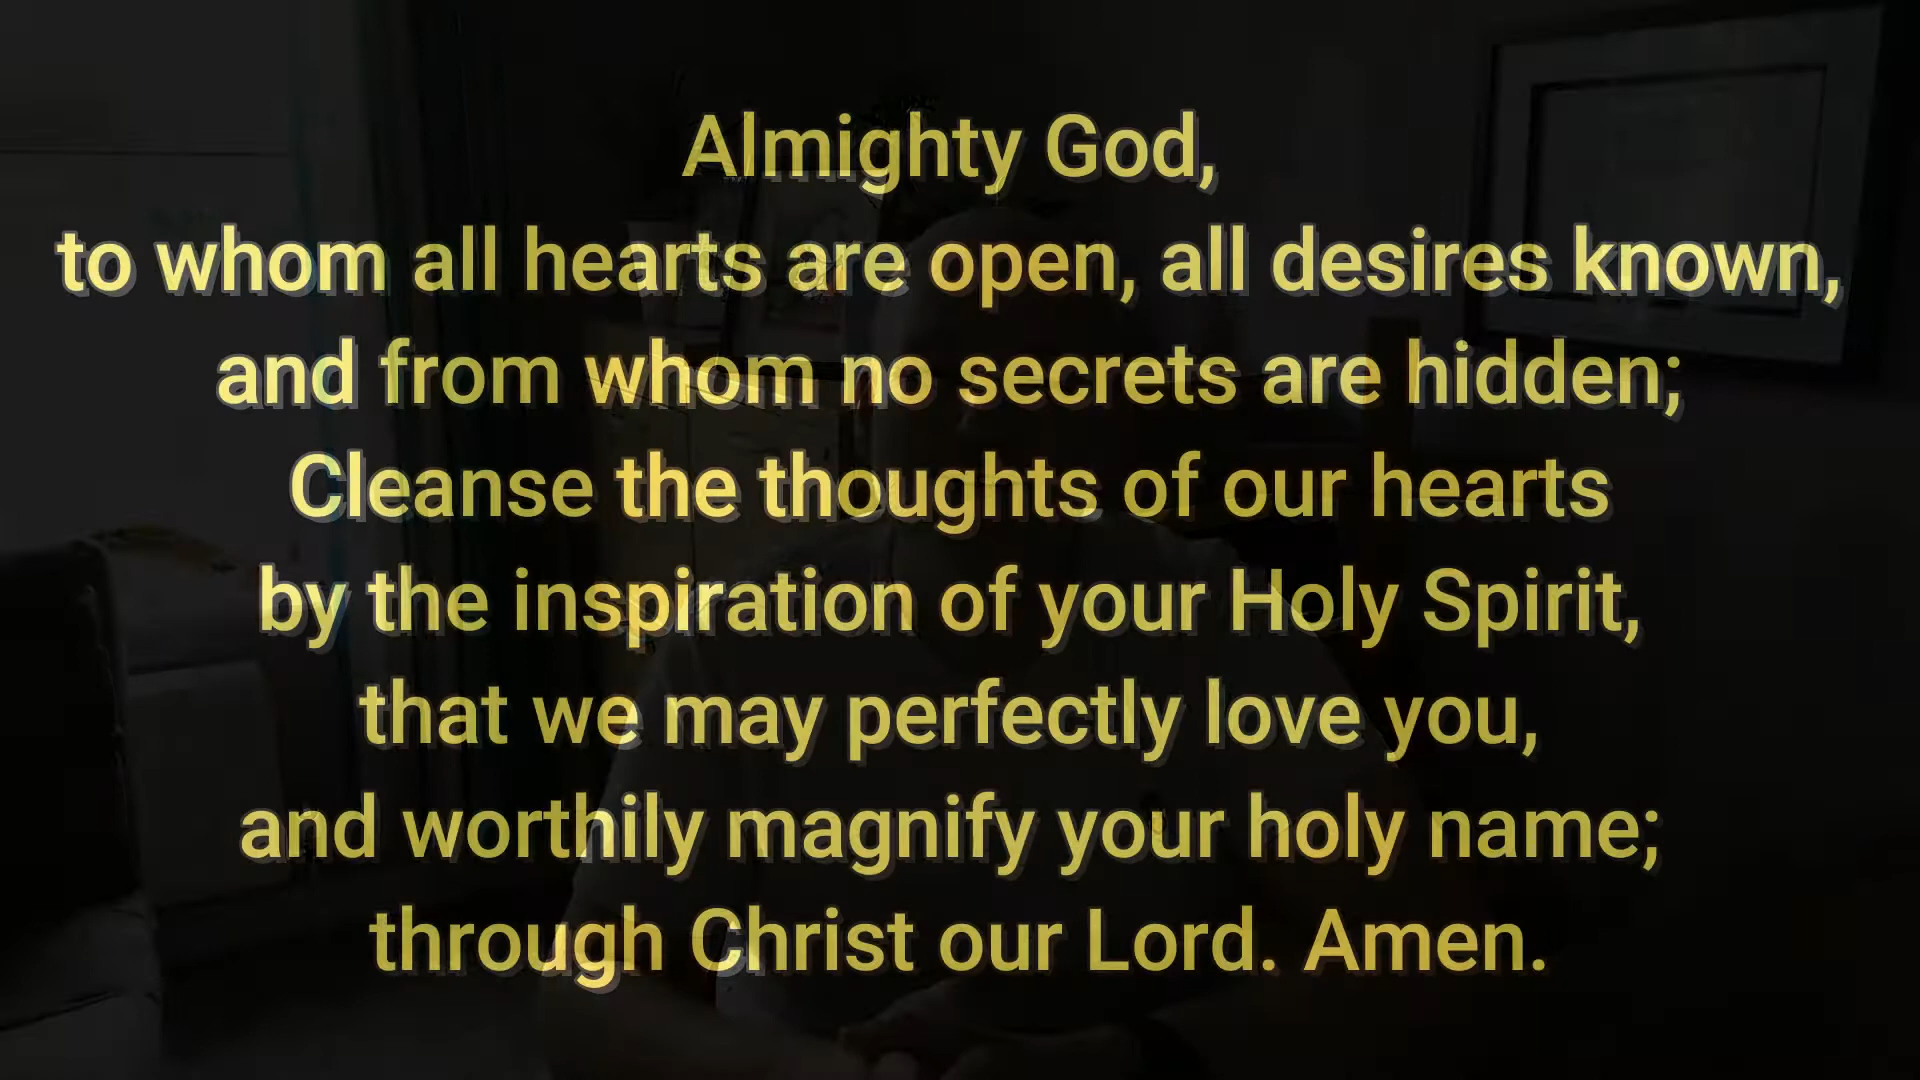 Almighty God,
to whom all hearts are open, all desires known,
and from whom no secrets are hidden;
Cleanse the thoughts of our hearts
by the inspiration of your Holy Spirit,
that we may perfectly love you,
and worthily magnify your holy name;
through Christ our Lord. Amen.